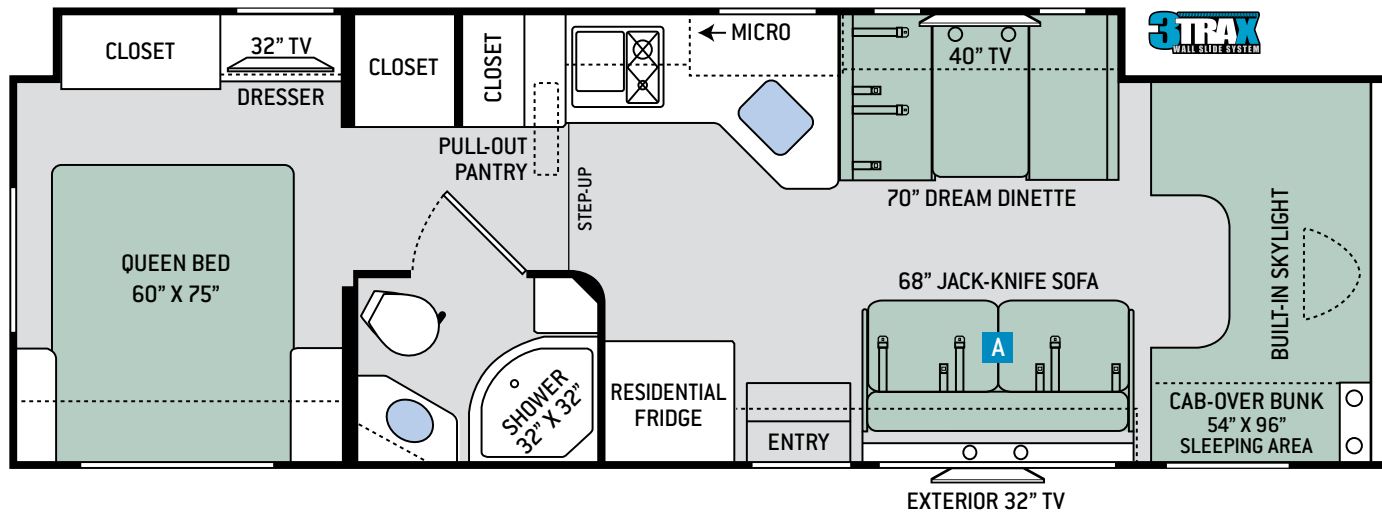 3TRAX
WALL SLIDE SYSTEM
CLOSET
32” TV
DRESSER
CLOSET
CLOSET
MICRO
40” TV
PULL-OUT
PANTRY
STEP-UP
70” DREAM DINETTE
QUEEN BED
60” X 75”
68” JACK-KNIFE SOFA
A
BUILT-IN SKYLIGHT
SHOWER
32” X 32”
RESIDENTIAL
FRIDGE
ENTRY
CAB-OVER BUNK
54” X 96”
SLEEPING AREA
EXTERIOR 32” TV